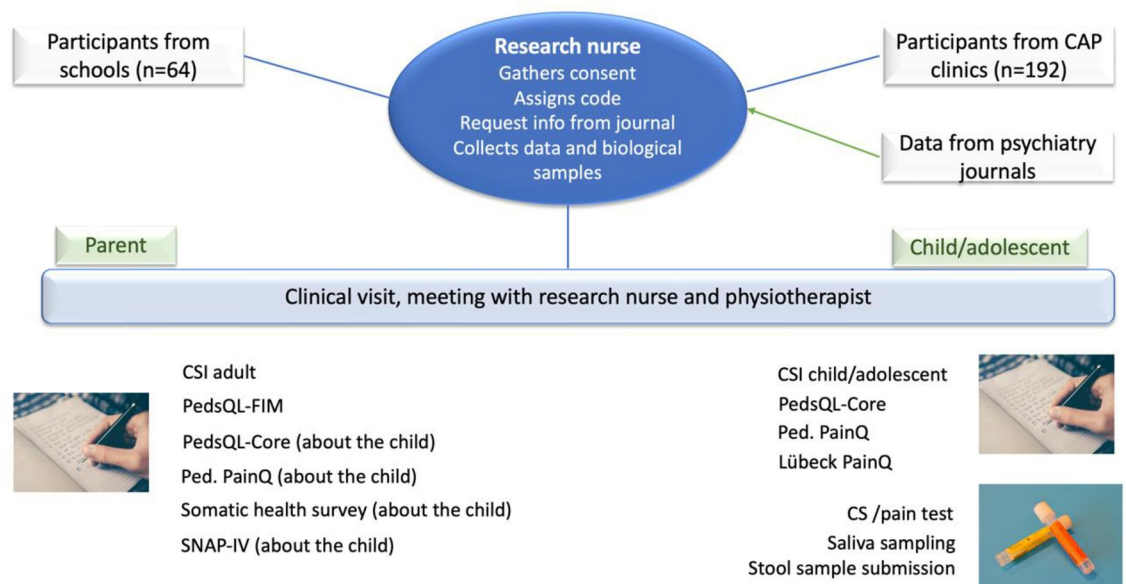 Participants from
schools (n=64)
Research nurse
Gathers consent
Assigns code
Request info from journal
Collects data and biological
samples
Participants from CAP
clinics (n=192)
Data from psychiatry
journals
Parent
Child/adolescent
Clinical visit, meeting with research nurse and physiotherapist
CSI adult
PedsQL-FIM
PedsQL-Core (about the child)
Ped. PainQ (about the child)
Somatic health survey (about the child)
SNAP-IV (about the child)
CSI child/adolescent
PedsQL-Core
Ped. PainQ
Lübeck PainQ
CS /pain test
Saliva sampling
Stool sample submission